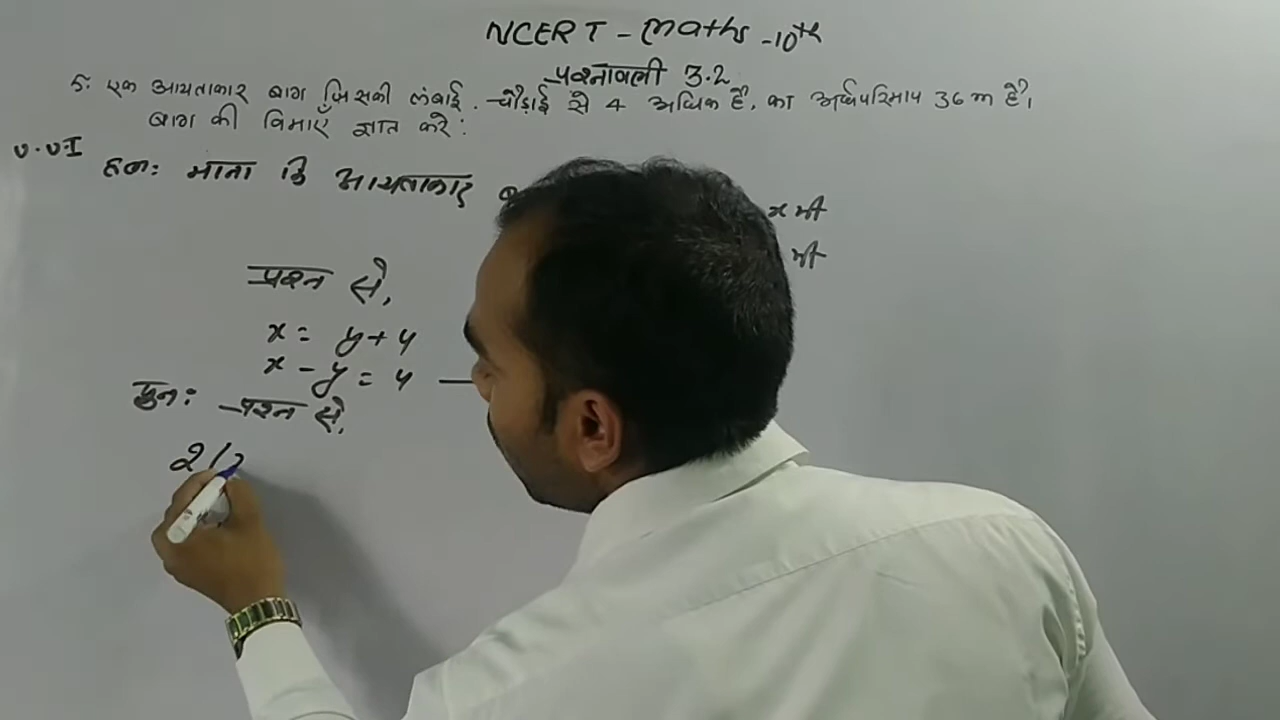 NCERT - Maths - 10th
प्रश्नावली 3.2
5. एक आयताकार बाग जिसकी लंबाई, चौड़ाई से 4 अधिक है, का अर्धपरिमाप 36 m है।
बाग की विमाएँ ज्ञात करें:
V.V.I
हल: माना कि आयताकार
x मी
मी
प्रश्न से,
x = y + 4
x - y = 4 —
पुन: प्रश्न से,
2(